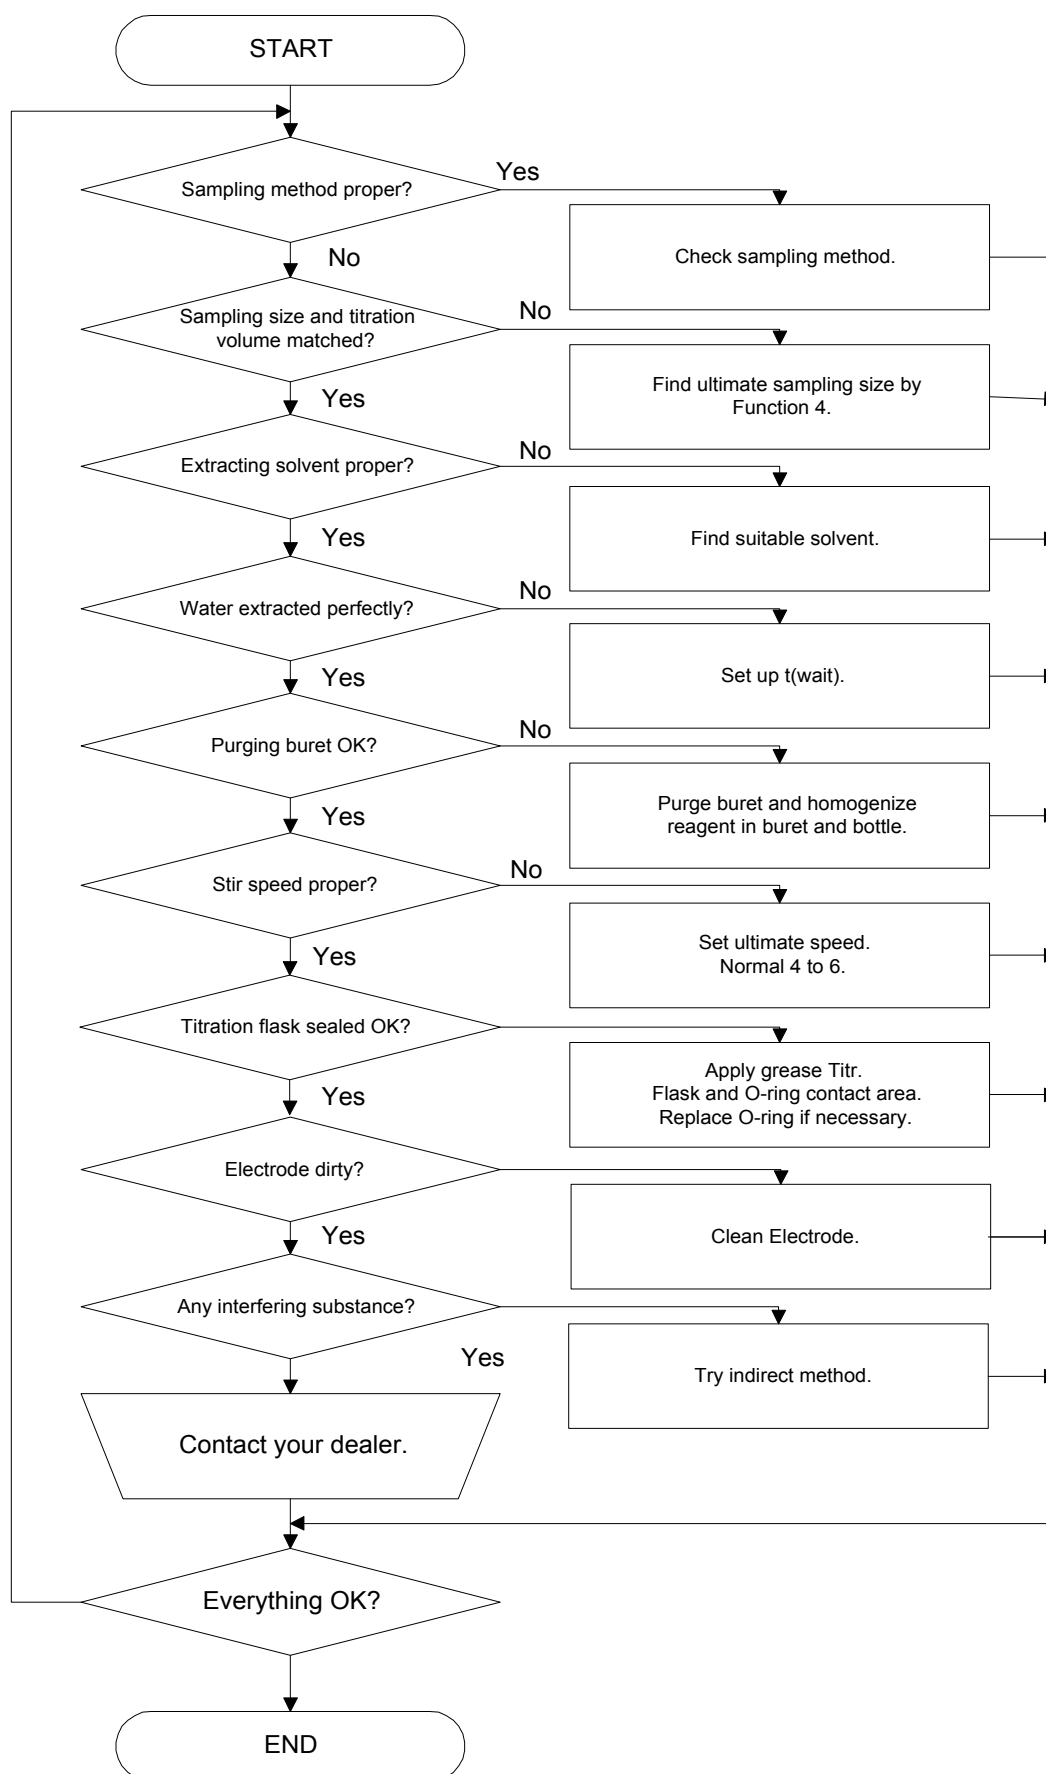 START
Sampling method proper?
Yes
Check sampling method.
No
Sampling size and titration
volume matched?
No
Find ultimate sampling size by
Function 4.
Yes
Extracting solvent proper?
No
Find suitable solvent.
Yes
Water extracted perfectly?
No
Set up t(wait).
Yes
Purging buret OK?
No
Purge buret and homogenize
reagent in buret and bottle.
Yes
Stir speed proper?
No
Set ultimate speed.
Normal 4 to 6.
Yes
Titration flask sealed OK?
Apply grease Titr.
Flask and O-ring contact area.
Replace O-ring if necessary.
Yes
Electrode dirty?
Clean Electrode.
Yes
Any interfering substance?
Try indirect method.
Yes
Contact your dealer.
Everything OK?
END